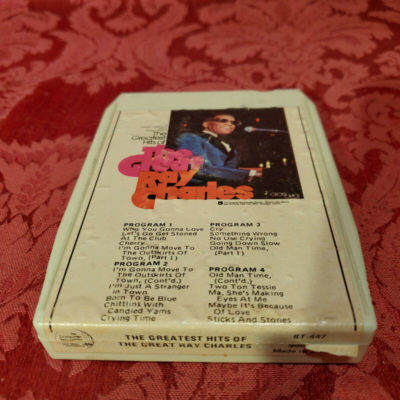 The
Greatest
Hits of
The
Great
Ray
Charles
PROGRAM 1
Who You Gonna Love
Let's Go Get Stoned
At The Club
Cherry
I'm Gonna Move To
The Outskirts Of
Town, (Part 1)
PROGRAM 2
I'm Gonna Move To
The Outskirts Of
Town, (Cont'd.)
I'm Just A Stranger
in Town
Born To Be Blue
Chittlins With
Candied Yams
Crying Time
PROGRAM 3
Cry
Something Wrong
No Use Crying
Going Down Slow
Old Man Time,
(Part 1)
PROGRAM 4
Old Man Time,
(Cont'd.)
Two Ton Tessie
Ma, She's Making
Eyes At Me
Maybe It's Because
Of Love
Sticks And Stones
THE GREATEST HITS OF
THE GREAT RAY CHARLES
8T-447
Made